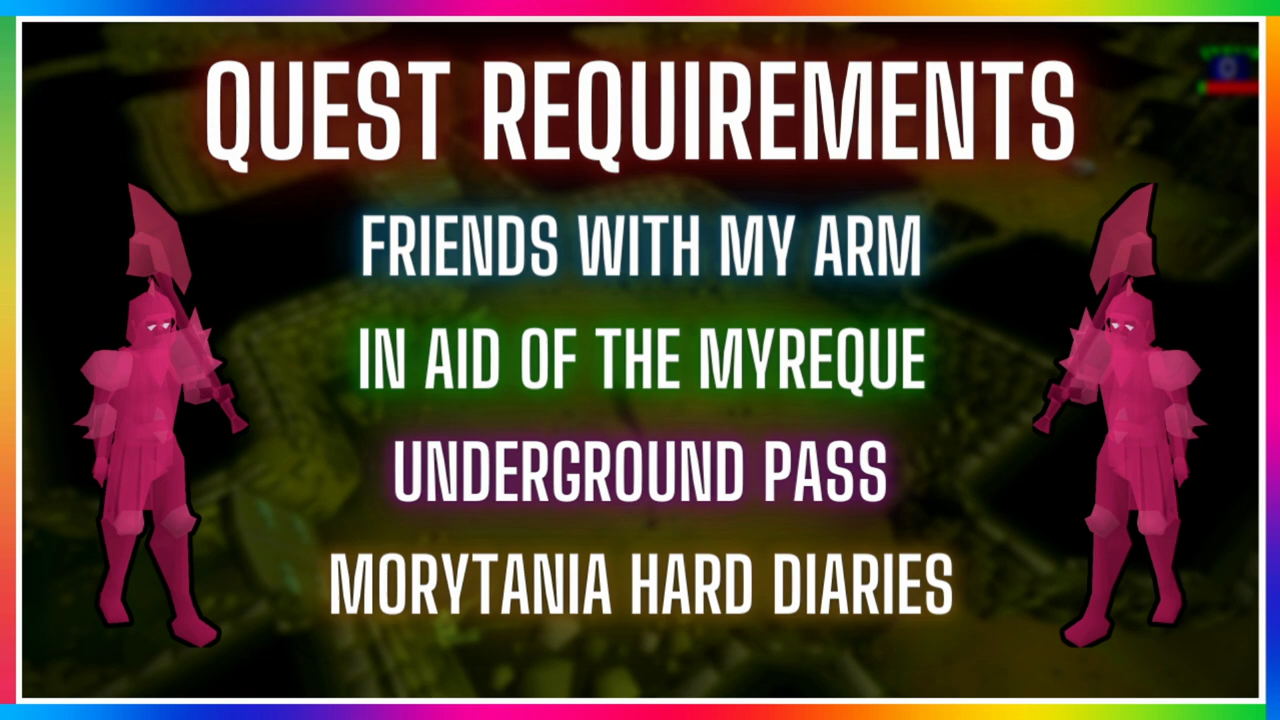 QUEST REQUIREMENTS
FRIENDS WITH MY ARM
IN AID OF THE MYREQUE
UNDERGROUND PASS
MORYTANIA HARD DIARIES